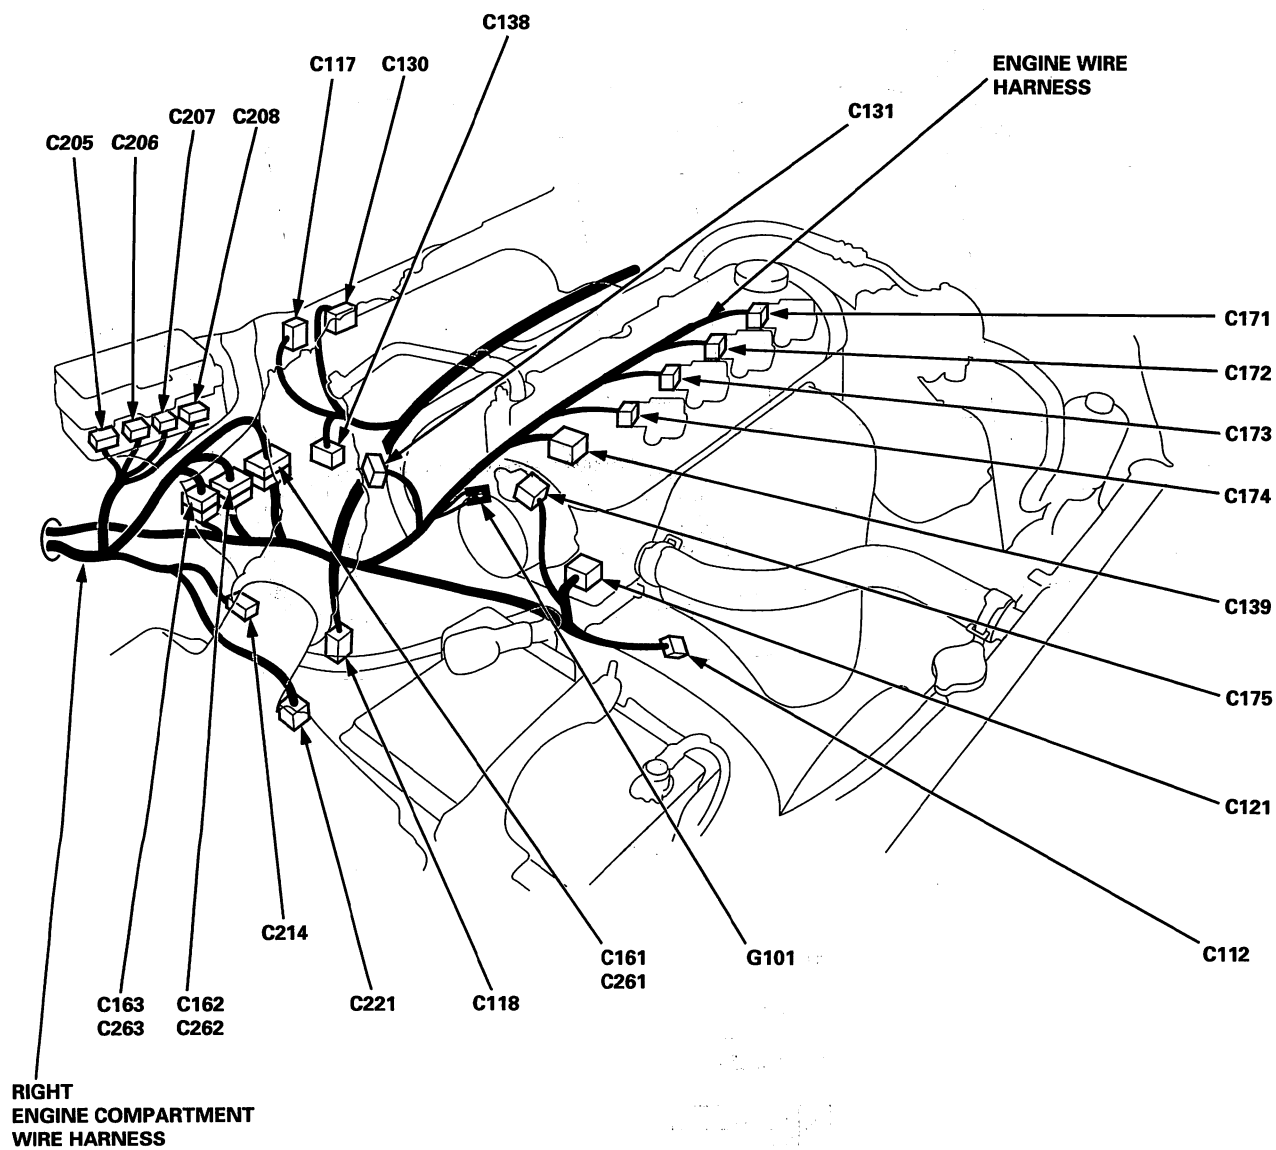 C138
C117
C130
ENGINE WIRE
HARNESS
C131
C207
C208
C205
C206
C171
C172
C173
C174
C139
C175
C121
C112
C214
C161
C261
G101
C163
C263
C162
C262
C221
C118
RIGHT
ENGINE COMPARTMENT
WIRE HARNESS